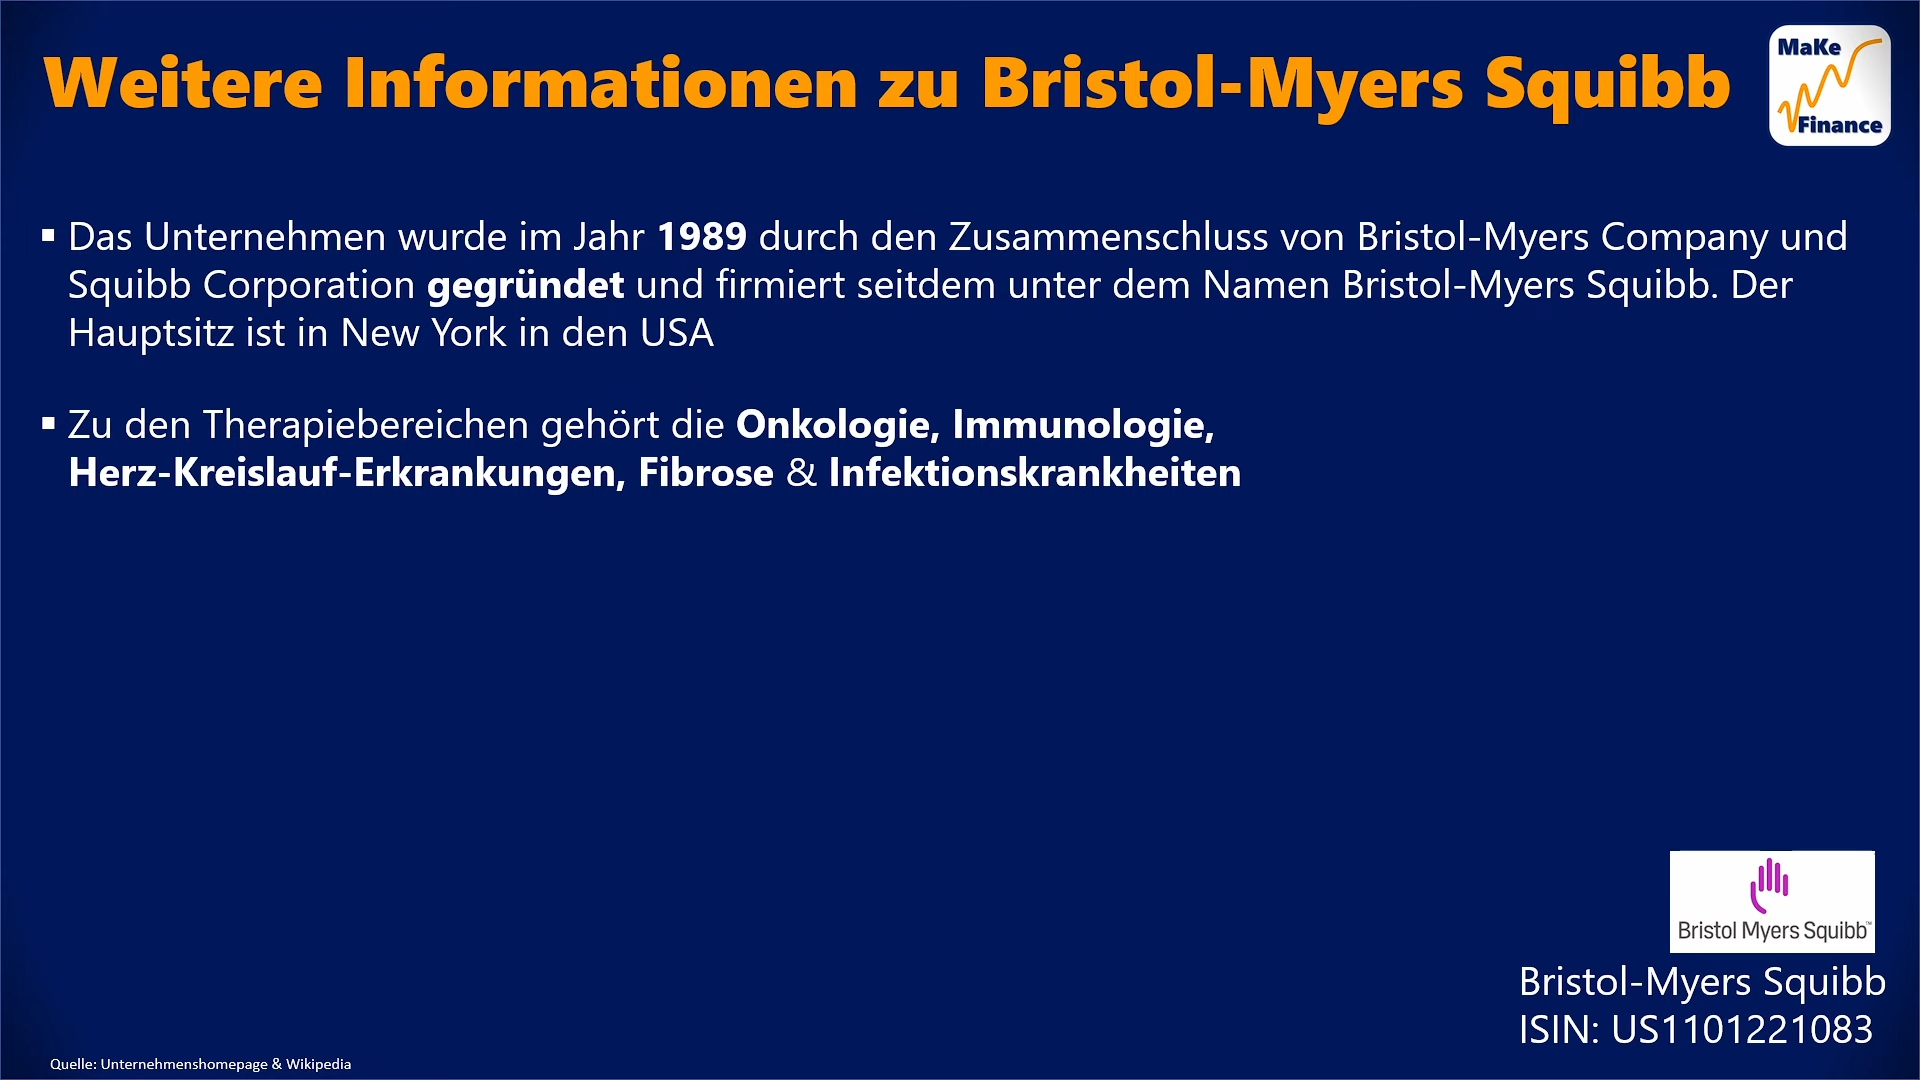 Weitere Informationen zu Bristol-Myers Squibb
MaKe
Finance
▪ Das Unternehmen wurde im Jahr 1989 durch den Zusammenschluss von Bristol-Myers Company und
Squibb Corporation gegründet und firmiert seitdem unter dem Namen Bristol-Myers Squibb. Der
Hauptsitz ist in New York in den USA
▪ Zu den Therapiebereichen gehört die Onkologie, Immunologie,
Herz-Kreislauf-Erkrankungen, Fibrose & Infektionskrankheiten
Bristol Myers Squibb™
Bristol-Myers Squibb
ISIN: US1101221083
Quelle: Unternehmenshomepage & Wikipedia